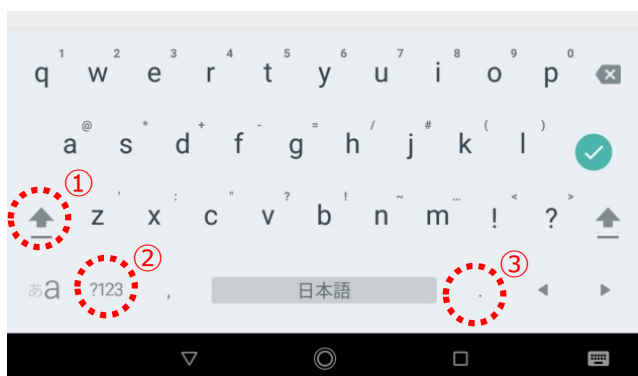 1 2 3 4 5 6 7 8 9 0
q w e r t y u i o p
@ * + - = / # ( )
a s d f g h j k l
①
' : " ? ! ~ … < >
z x c v b n m ! ?
② ③
あa ?123 , 日本語 .